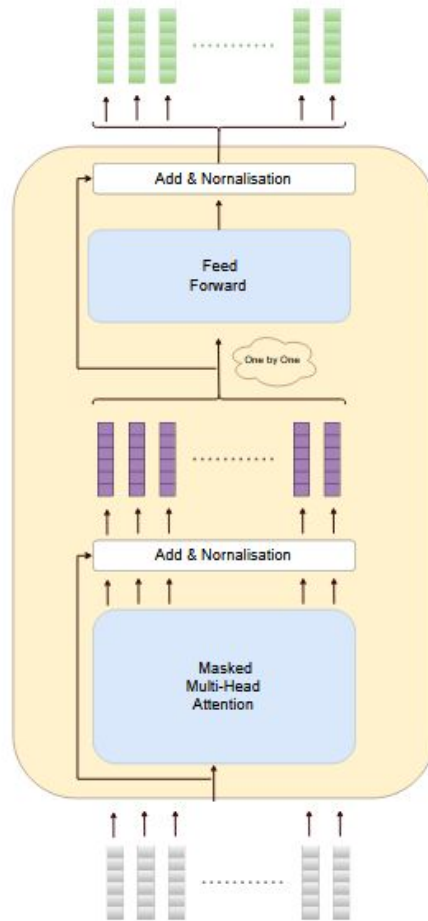 Add & Nornalisation
Feed
Forward
One by One
Add & Nornalisation
Masked
Multi-Head
Attention